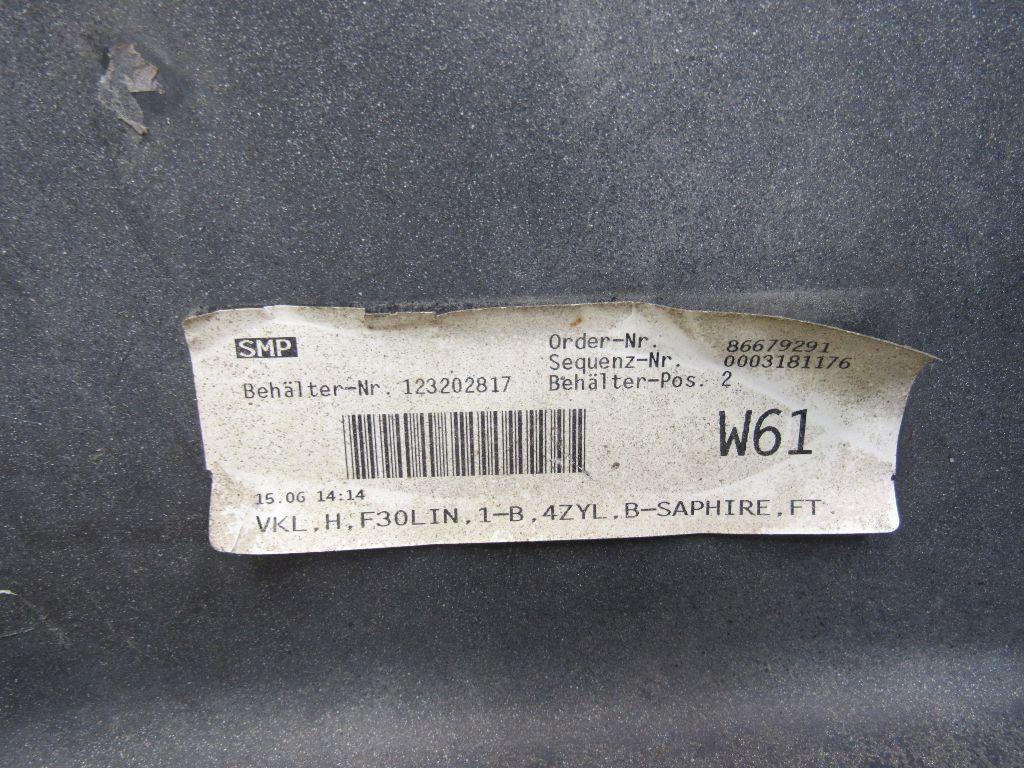 SMP
Order-Nr. 86679291
Sequenz-Nr. 0003181176
Behälter-Nr. 123202817 Behälter-Pos. 2
W61
15.06 14:14
VKL,H,F30LIN,1-B,4ZYL,B-SAPHIRE,FT